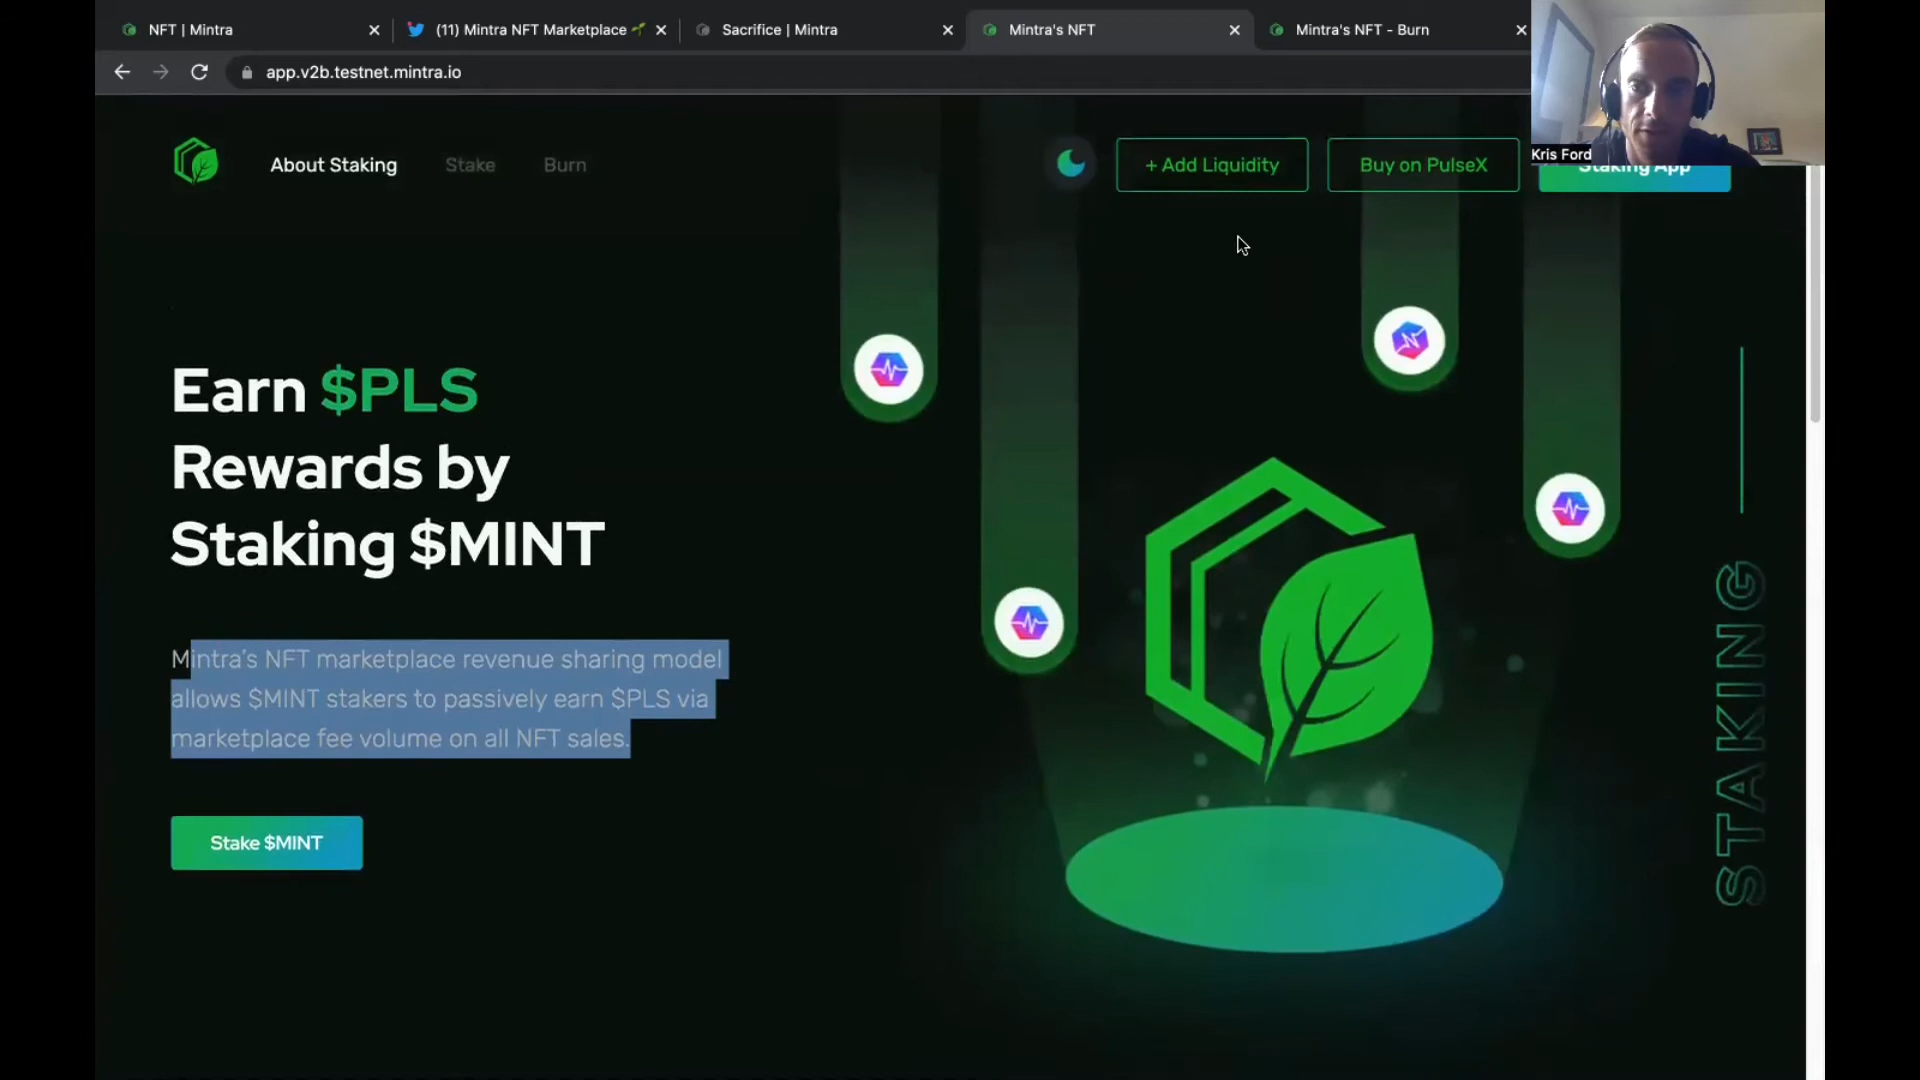 NFT | Mintra
(11) Mintra NFT Marketplace 🌱
Sacrifice | Mintra
Mintra's NFT
Mintra's NFT - Burn
app.v2b.testnet.mintra.io
Kris Ford
About Staking
Stake
Burn
+ Add Liquidity
Buy on PulseX
Staking App
Earn $PLS
Rewards by
Staking $MINT
Mintra's NFT marketplace revenue sharing model
allows $MINT stakers to passively earn $PLS via
marketplace fee volume on all NFT sales.
Stake $MINT
STAKING